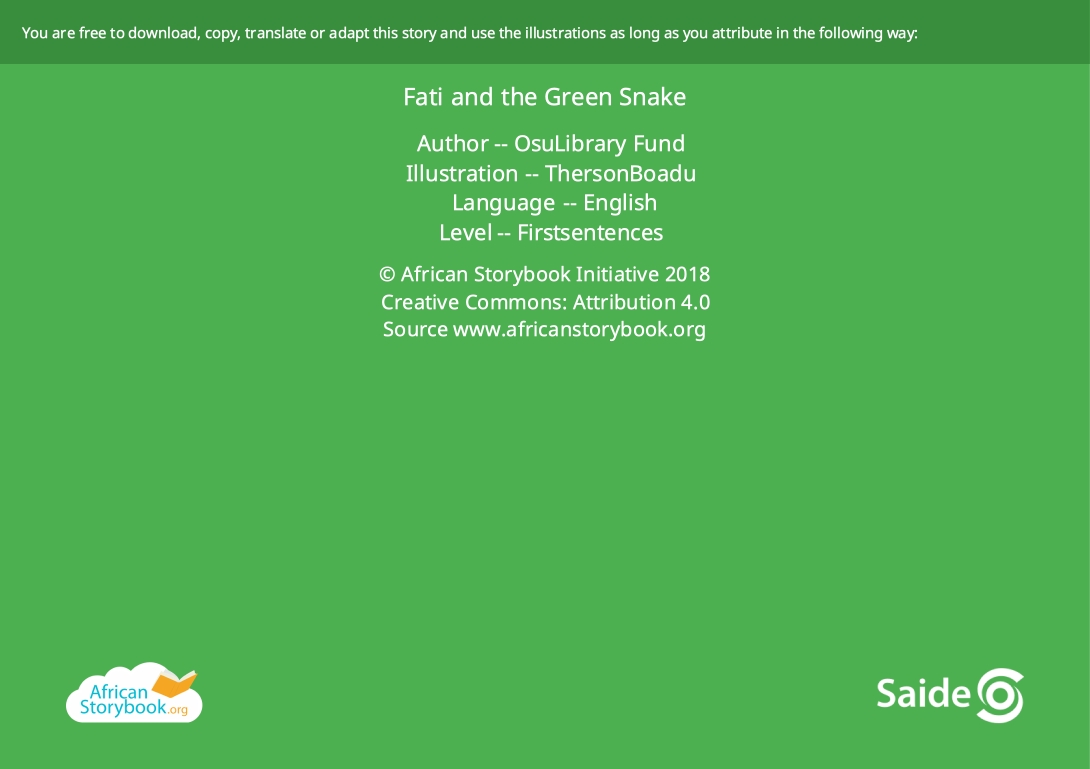 You are free to download, copy, translate or adapt this story and use the illustrations as long as you attribute in the following way:
Fati and the Green Snake
Author -- OsuLibrary Fund
Illustration -- ThersonBoadu
Language -- English
Level -- Firstsentences
© African Storybook Initiative 2018
Creative Commons: Attribution 4.0
Source www.africanstorybook.org
African
Storybook.org
Saide